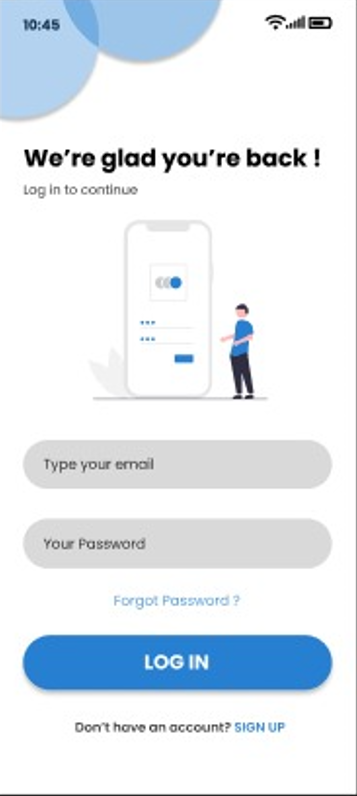 10:45
We’re glad you’re back !
Log in to continue
Type your email
Your Password
Forgot Password ?
LOG IN
Don’t have an account? SIGN UP